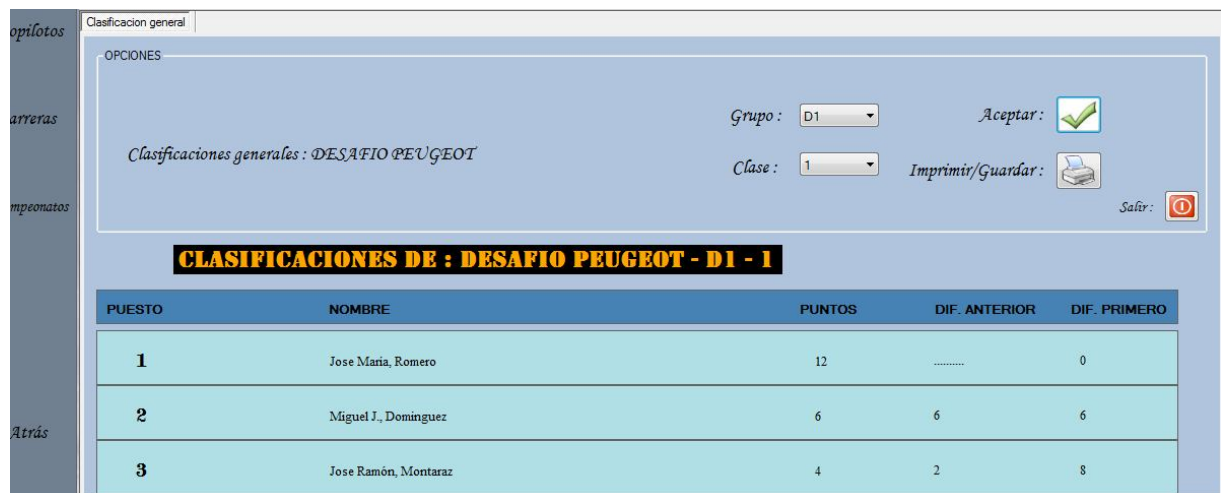 opilotos
arreras
mpeonatos
Atrás
Clasificacion general
OPCIONES
Clasificaciones generales : DESAFIO PEUGEOT
Grupo : D1
Clase : 1
Aceptar :
Imprimir/Guardar :
Salir :
CLASIFICACIONES DE : DESAFIO PEUGEOT - D1 - 1
PUESTO NOMBRE PUNTOS DIF. ANTERIOR DIF. PRIMERO
1 Jose Maria, Romero 12 .......... 0
2 Miguel J., Dominguez 6 6 6
3 Jose Ramón, Montaraz 4 2 8